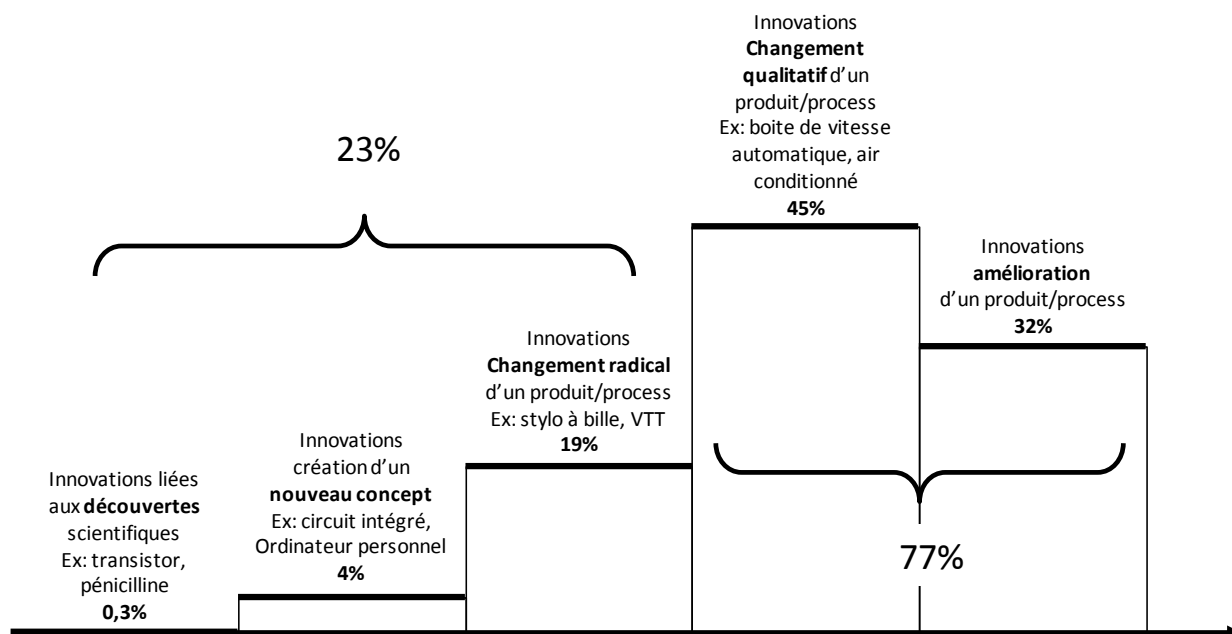 Innovations liées
aux découvertes
scientifiques
Ex: transistor,
pénicilline
0,3%
Innovations
création d’un
nouveau concept
Ex: circuit intégré,
Ordinateur personnel
4%
Innovations
Changement radical
d’un produit/process
Ex: stylo à bille, VTT
19%
23%
Innovations
Changement
qualitatif d’un
produit/process
Ex: boite de vitesse
automatique, air
conditionné
45%
Innovations
amélioration
d’un produit/process
32%
77%